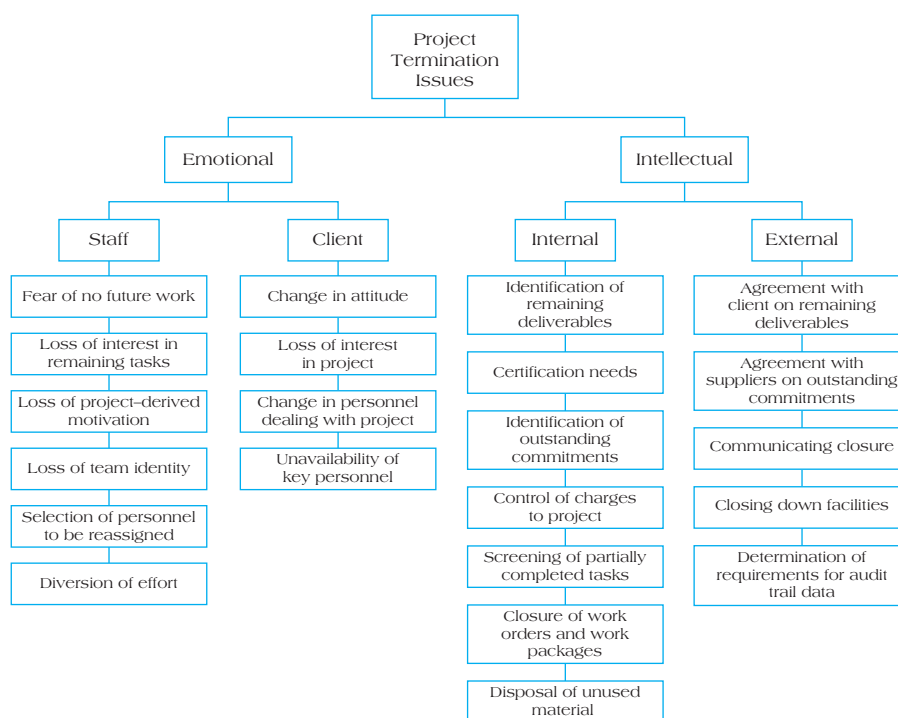 Project
Termination
Issues
Emotional
Intellectual
Staff
Client
Internal
External
Fear of no future work
Loss of interest in
remaining tasks
Loss of project–derived
motivation
Loss of team identity
Selection of personnel
to be reassigned
Diversion of effort
Change in attitude
Loss of interest
in project
Change in personnel
dealing with project
Unavailability of
key personnel
Identification of
remaining
deliverables
Certification needs
Identification of
outstanding
commitments
Control of charges
to project
Screening of partially
completed tasks
Closure of work
orders and work
packages
Disposal of unused
material
Agreement with
client on remaining
deliverables
Agreement with
suppliers on outstanding
commitments
Communicating closure
Closing down facilities
Determination of
requirements for audit
trail data